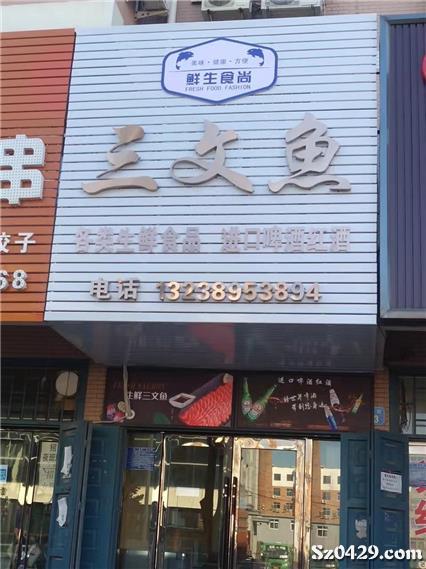 美味·健康·方便
鲜生食尚
FRESH FOOD FASHION
三文鱼
各类生鲜食品 进口啤酒红酒
电话 13238953894
串
饺子
68
生鲜三文鱼
进口啤酒红酒
Sz0429.com